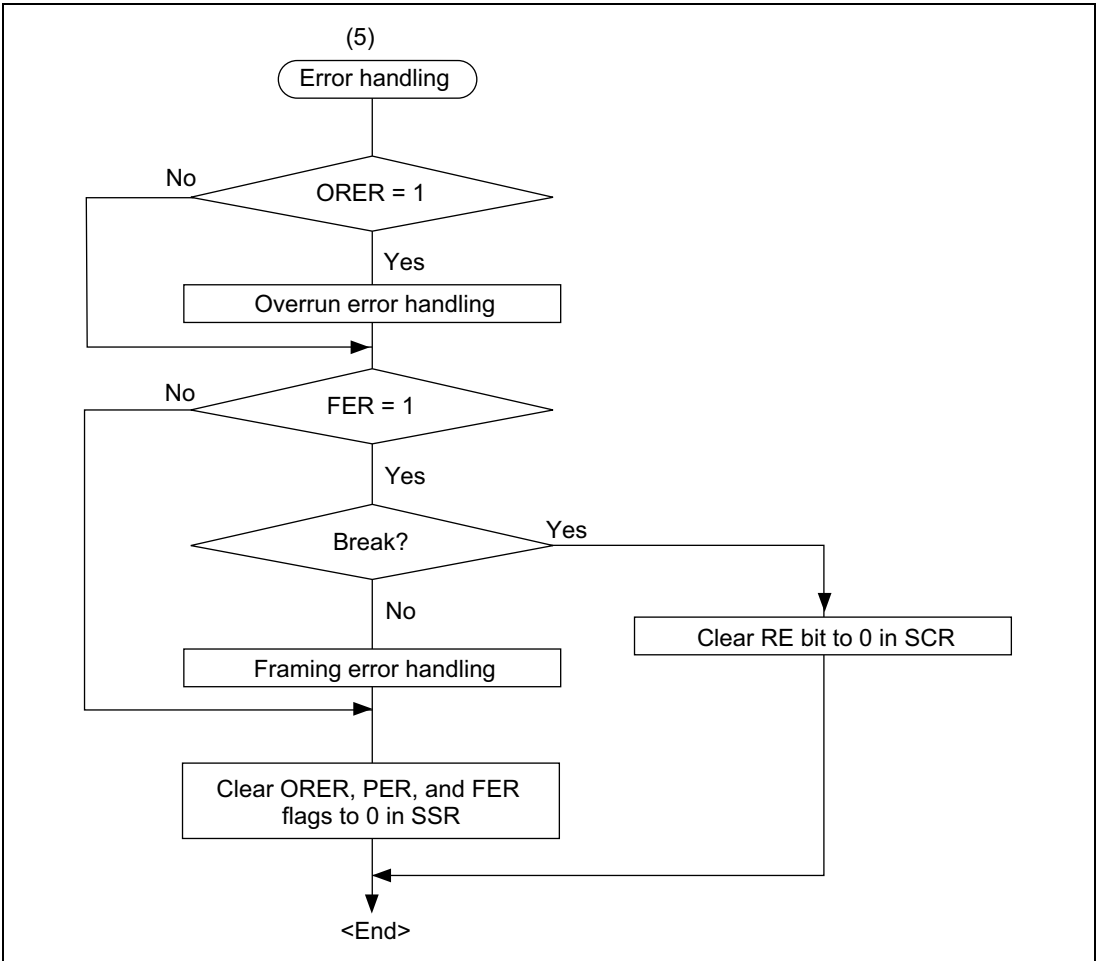 (5)
Error handling
No
ORER = 1
Yes
Overrun error handling
No
FER = 1
Yes
Break?
Yes
No
Clear RE bit to 0 in SCR
Framing error handling
Clear ORER, PER, and FER
flags to 0 in SSR
<End>